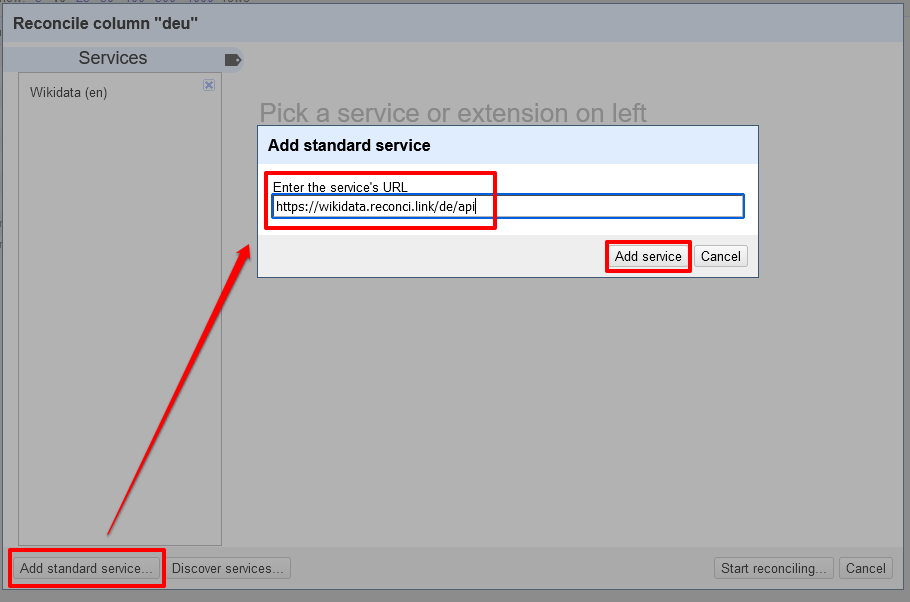 Reconcile column "deu"
Services
Wikidata (en)
Pick a service or extension on left
Add standard service
Enter the service's URL
https://wikidata.reconci.link/de/api
Add service
Cancel
Add standard service...
Discover services...
Start reconciling...
Cancel